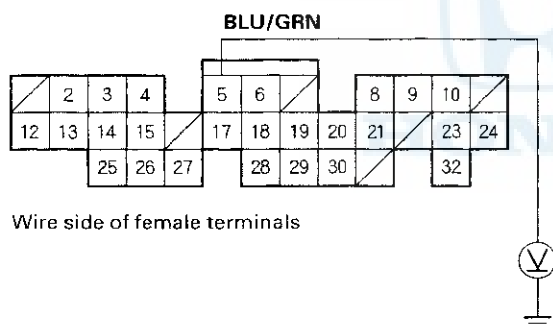 BLU/GRN
2 3 4 5 6 8 9 10
12 13 14 15 17 18 19 20 21 23 24
25 26 27 28 29 30 32
Wire side of female terminals
V